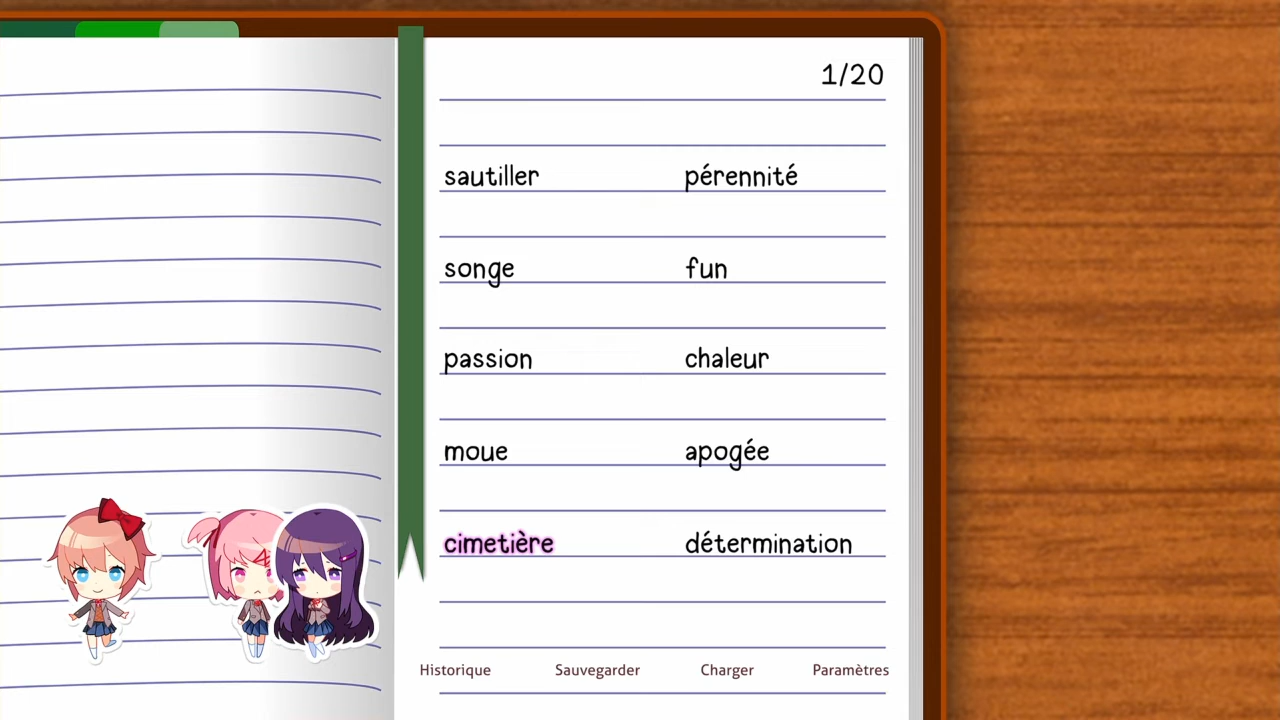 1/20
sautiller pérennité
songe fun
passion chaleur
moue apogée
cimetière détermination
Historique Sauvegarder Charger Paramètres